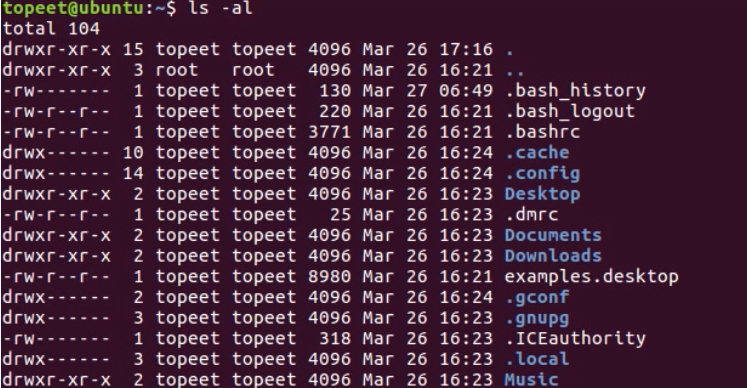 topeet@ubuntu:~$ ls -al
total 104
drwxr-xr-x 15 topeet topeet 4096 Mar 26 17:16 .
drwxr-xr-x  3 root   root   4096 Mar 26 16:21 ..
-rw-------  1 topeet topeet  130 Mar 27 06:49 .bash_history
-rw-r--r--  1 topeet topeet  220 Mar 26 16:21 .bash_logout
-rw-r--r--  1 topeet topeet 3771 Mar 26 16:21 .bashrc
drwx------ 10 topeet topeet 4096 Mar 26 16:24 .cache
drwx------ 14 topeet topeet 4096 Mar 26 16:24 .config
drwxr-xr-x  2 topeet topeet 4096 Mar 26 16:23 Desktop
-rw-r--r--  1 topeet topeet   25 Mar 26 16:23 .dmrc
drwxr-xr-x  2 topeet topeet 4096 Mar 26 16:23 Documents
drwxr-xr-x  2 topeet topeet 4096 Mar 26 16:23 Downloads
-rw-r--r--  1 topeet topeet 8980 Mar 26 16:21 examples.desktop
drwx------  2 topeet topeet 4096 Mar 26 16:24 .gconf
drwx------  3 topeet topeet 4096 Mar 26 16:23 .gnupg
-rw-------  1 topeet topeet  318 Mar 26 16:23 .ICEauthority
drwx------  3 topeet topeet 4096 Mar 26 16:23 .local
drwxr-xr-x  2 topeet topeet 4096 Mar 26 16:23 Music